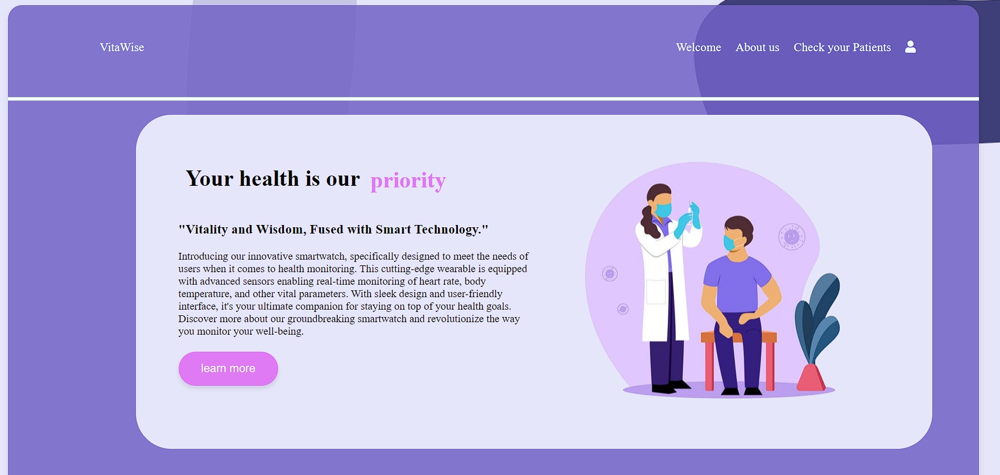 VitaWise
Welcome About us Check your Patients
Your health is our priority
"Vitality and Wisdom, Fused with Smart Technology."
Introducing our innovative smartwatch, specifically designed to meet the needs of
users when it comes to health monitoring. This cutting-edge wearable is equipped
with advanced sensors enabling real-time monitoring of heart rate, body
temperature, and other vital parameters. With sleek design and user-friendly
interface, it's your ultimate companion for staying on top of your health goals.
Discover more about our groundbreaking smartwatch and revolutionize the way
you monitor your well-being.
learn more